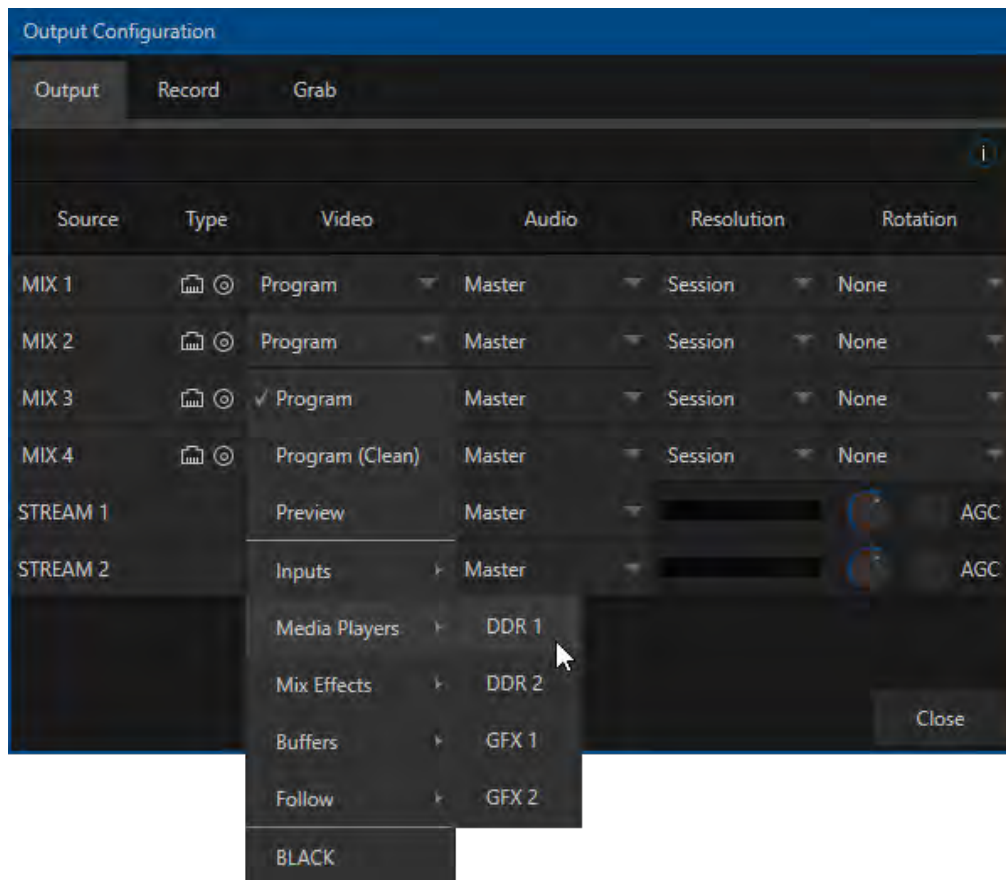 Output Configuration
Output Record Grab
i
Source Type Video Audio Resolution Rotation
MIX 1 Program Master Session None
MIX 2 Program Master Session None
MIX 3 ✓ Program Master Session None
MIX 4 Program (Clean) Master Session None
STREAM 1 Preview Master AGC
STREAM 2 Inputs Master AGC
Media Players DDR 1
Mix Effects DDR 2
Close
Buffers GFX 1
Follow GFX 2
BLACK